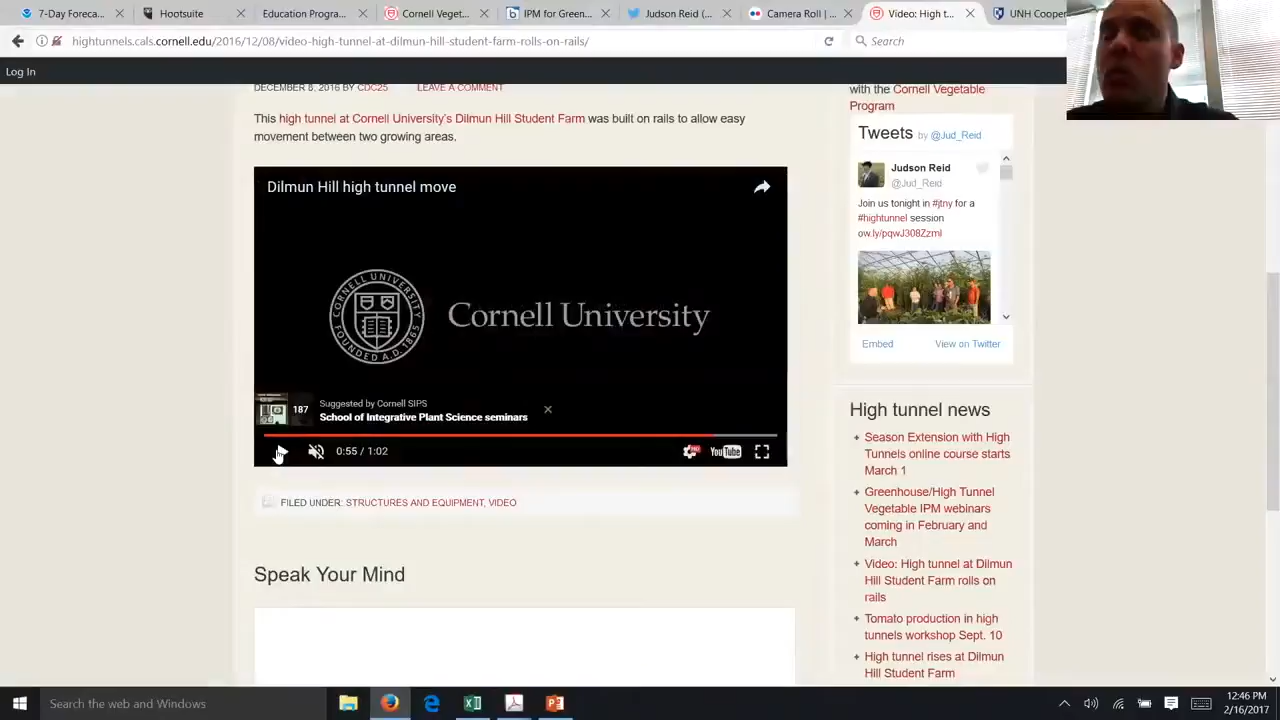 7-Day Foreca...
Hootsuite
Education Program...
Cornell Veget...
IPM for Green...
Judson Reid (...
Camera Roll | ...
Video: High t...
UNH Cooper
hightunnels.cals.cornell.edu/2016/12/08/video-high-tunnel-at-dilmun-hill-student-farm-rolls-on-rails/
Search
Log In
DECEMBER 8, 2016 BY CDC25 LEAVE A COMMENT
This high tunnel at Cornell University's Dilmun Hill Student Farm was built on rails to allow easy
movement between two growing areas.
Dilmun Hill high tunnel move
CORNELL UNIVERSITY
FOUNDED A.D. 1865
Cornell University
187
Suggested by Cornell SIPS
School of Integrative Plant Science seminars
0:55 / 1:02
YouTube
FILED UNDER: STRUCTURES AND EQUIPMENT, VIDEO
Speak Your Mind
with the Cornell Vegetable
Program
Tweets by @Jud_Reid
Judson Reid
@Jud_Reid
Join us tonight in #jtny for a
#hightunnel session
ow.ly/pqwJ308Zzml
Embed
View on Twitter
High tunnel news
Season Extension with High
Tunnels online course starts
March 1
Greenhouse/High Tunnel
Vegetable IPM webinars
coming in February and
March
Video: High tunnel at Dilmun
Hill Student Farm rolls on
rails
Tomato production in high
tunnels workshop Sept. 10
High tunnel rises at Dilmun
Hill Student Farm
Search the web and Windows
12:46 PM
2/16/2017